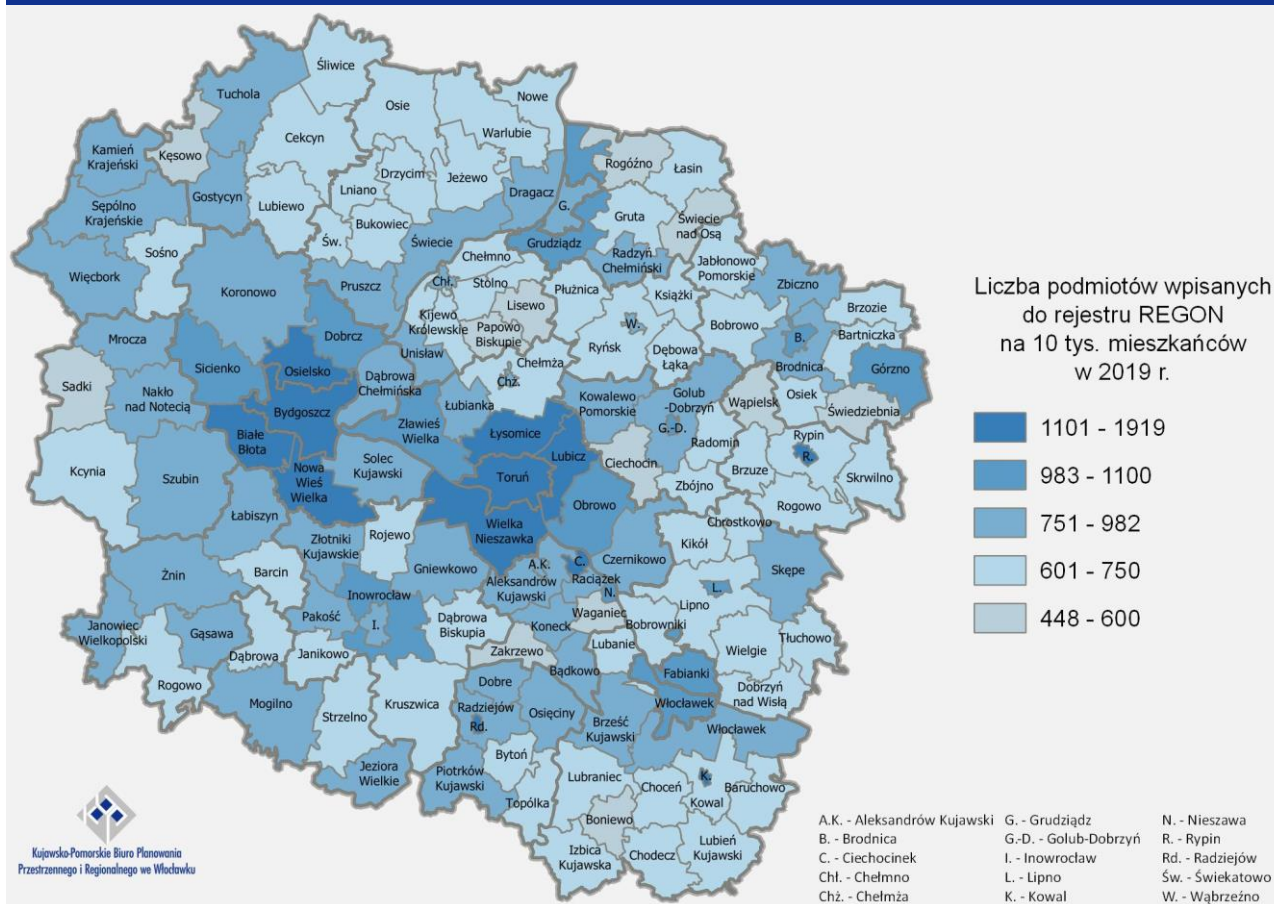 Śliwice
Tuchola
Nowe
Osie
Warlubie
Cekcyn
Kamień
Krajeński
Kęsowo
Rogóźno
Łasin
Drzycim
Jeżewo
Lniano
Dragacz
Gostycyn
Sępólno
Krajeńskie
Lubiewo
G.
Gruta
Bukowiec
Święcie
nad Osą
Św.
Świecie
Grudziądz
Sośno
Radzyń
Chełmiński
Chełmno
Jabłonowo
Pomorskie
Więcbork
Koronowo
Pruszcz
Chł.
Stolno
Płużnica
Książki
Zbiczno
Brzozie
Lisewo
Kijewo
Królewskie
Papowo
Biskupie
W.
Bobrowo
B.
Bartniczka
Dobrcz
Mrocza
Unisław
Ryńsk
Dębowa
Łąka
Brodnica
Górzno
Sicienko
Osielsko
Chełmża
Chż.
Dąbrowa
Chełmińska
Sadki
Nakło
nad Notecią
Golub
-Dobrzyń
Wąpielsk
Osiek
Świedziebnia
Bydgoszcz
Łubianka
Kowalewo
Pomorskie
Zławieś
Wielka
G.-D.
Białe
Błota
Łysomice
Radomin
Rypin
R.
Kcynia
Szubin
Solec
Kujawski
Lubicz
Ciechocin
Brzuze
Skrwilno
Nowa
Wieś
Wielka
Toruń
Zbójno
Rogowo
Łabiszyn
Obrowo
Wielka
Nieszawka
Chrostkowo
Złotniki
Kujawskie
Rojewo
Kikół
Barcin
Gniewkowo
A.K.
C.
Czernikowo
Skępe
Żnin
Aleksandrów
Kujawski
Raciążek
N.
L.
Inowrocław
Pakość
I.
Dąbrowa
Biskupia
Waganiec
Lipno
Janowiec
Wielkopolski
Gąsawa
Koneck
Bobrowniki
Tłuchowo
Dąbrowa
Janikowo
Zakrzewo
Lubanie
Wielgie
Rogowo
Bądkowo
Fabianki
Dobre
Dobrzyń
nad Wisłą
Mogilno
Strzelno
Kruszwica
Radziejów
Osięciny
Włocławek
Rd.
Brześć
Kujawski
Włocławek
Bytoń
Jeziora
Wielkie
Piotrków
Kujawski
Lubraniec
K.
Baruchowo
Choceń
Kowal
Topólka
Boniewo
Izbica
Kujawska
Chodecz
Lubień
Kujawski
Liczba podmiotów wpisanych
do rejestru REGON
na 10 tys. mieszkańców
w 2019 r.
1101 - 1919
983 - 1100
751 - 982
601 - 750
448 - 600
Kujawsko-Pomorskie Biuro Planowania
Przestrzennego i Regionalnego we Włocławku
A.K. - Aleksandrów Kujawski
B. - Brodnica
C. - Ciechocinek
Chł. - Chełmno
Chż. - Chełmża
G. - Grudziądz
G.-D. - Golub-Dobrzyń
I. - Inowrocław
L. - Lipno
K. - Kowal
N. - Nieszawa
R. - Rypin
Rd. - Radziejów
Św. - Świekatowo
W. - Wąbrzeźno